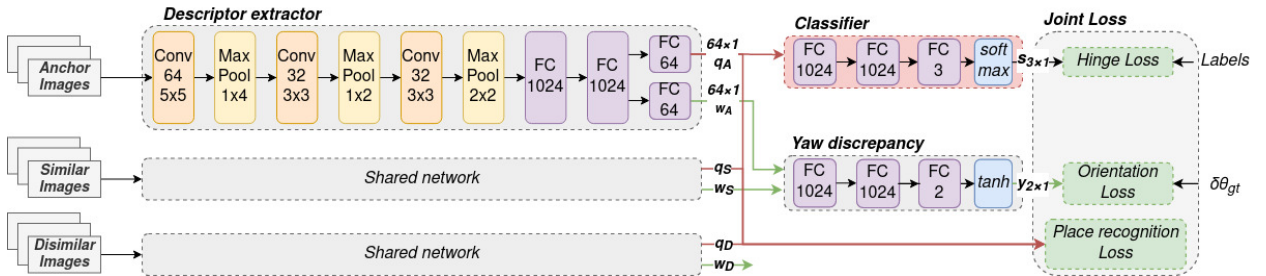 Descriptor extractor
Anchor
Images
Conv
64
5x5
Max
Pool
1x4
Conv
32
3x3
Max
Pool
1x2
Conv
32
3x3
Max
Pool
2x2
FC
1024
FC
1024
FC
64
FC
64
64×1
qA
64×1
wA
Classifier
FC
1024
FC
1024
FC
3
soft
max
s3×1
Joint Loss
Hinge Loss
Labels
Similar
Images
Shared network
qS
wS
Yaw discrepancy
FC
1024
FC
1024
FC
2
tanh
y2×1
Orientation
Loss
δθgt
Disimilar
Images
Shared network
qD
wD
Place recognition
Loss